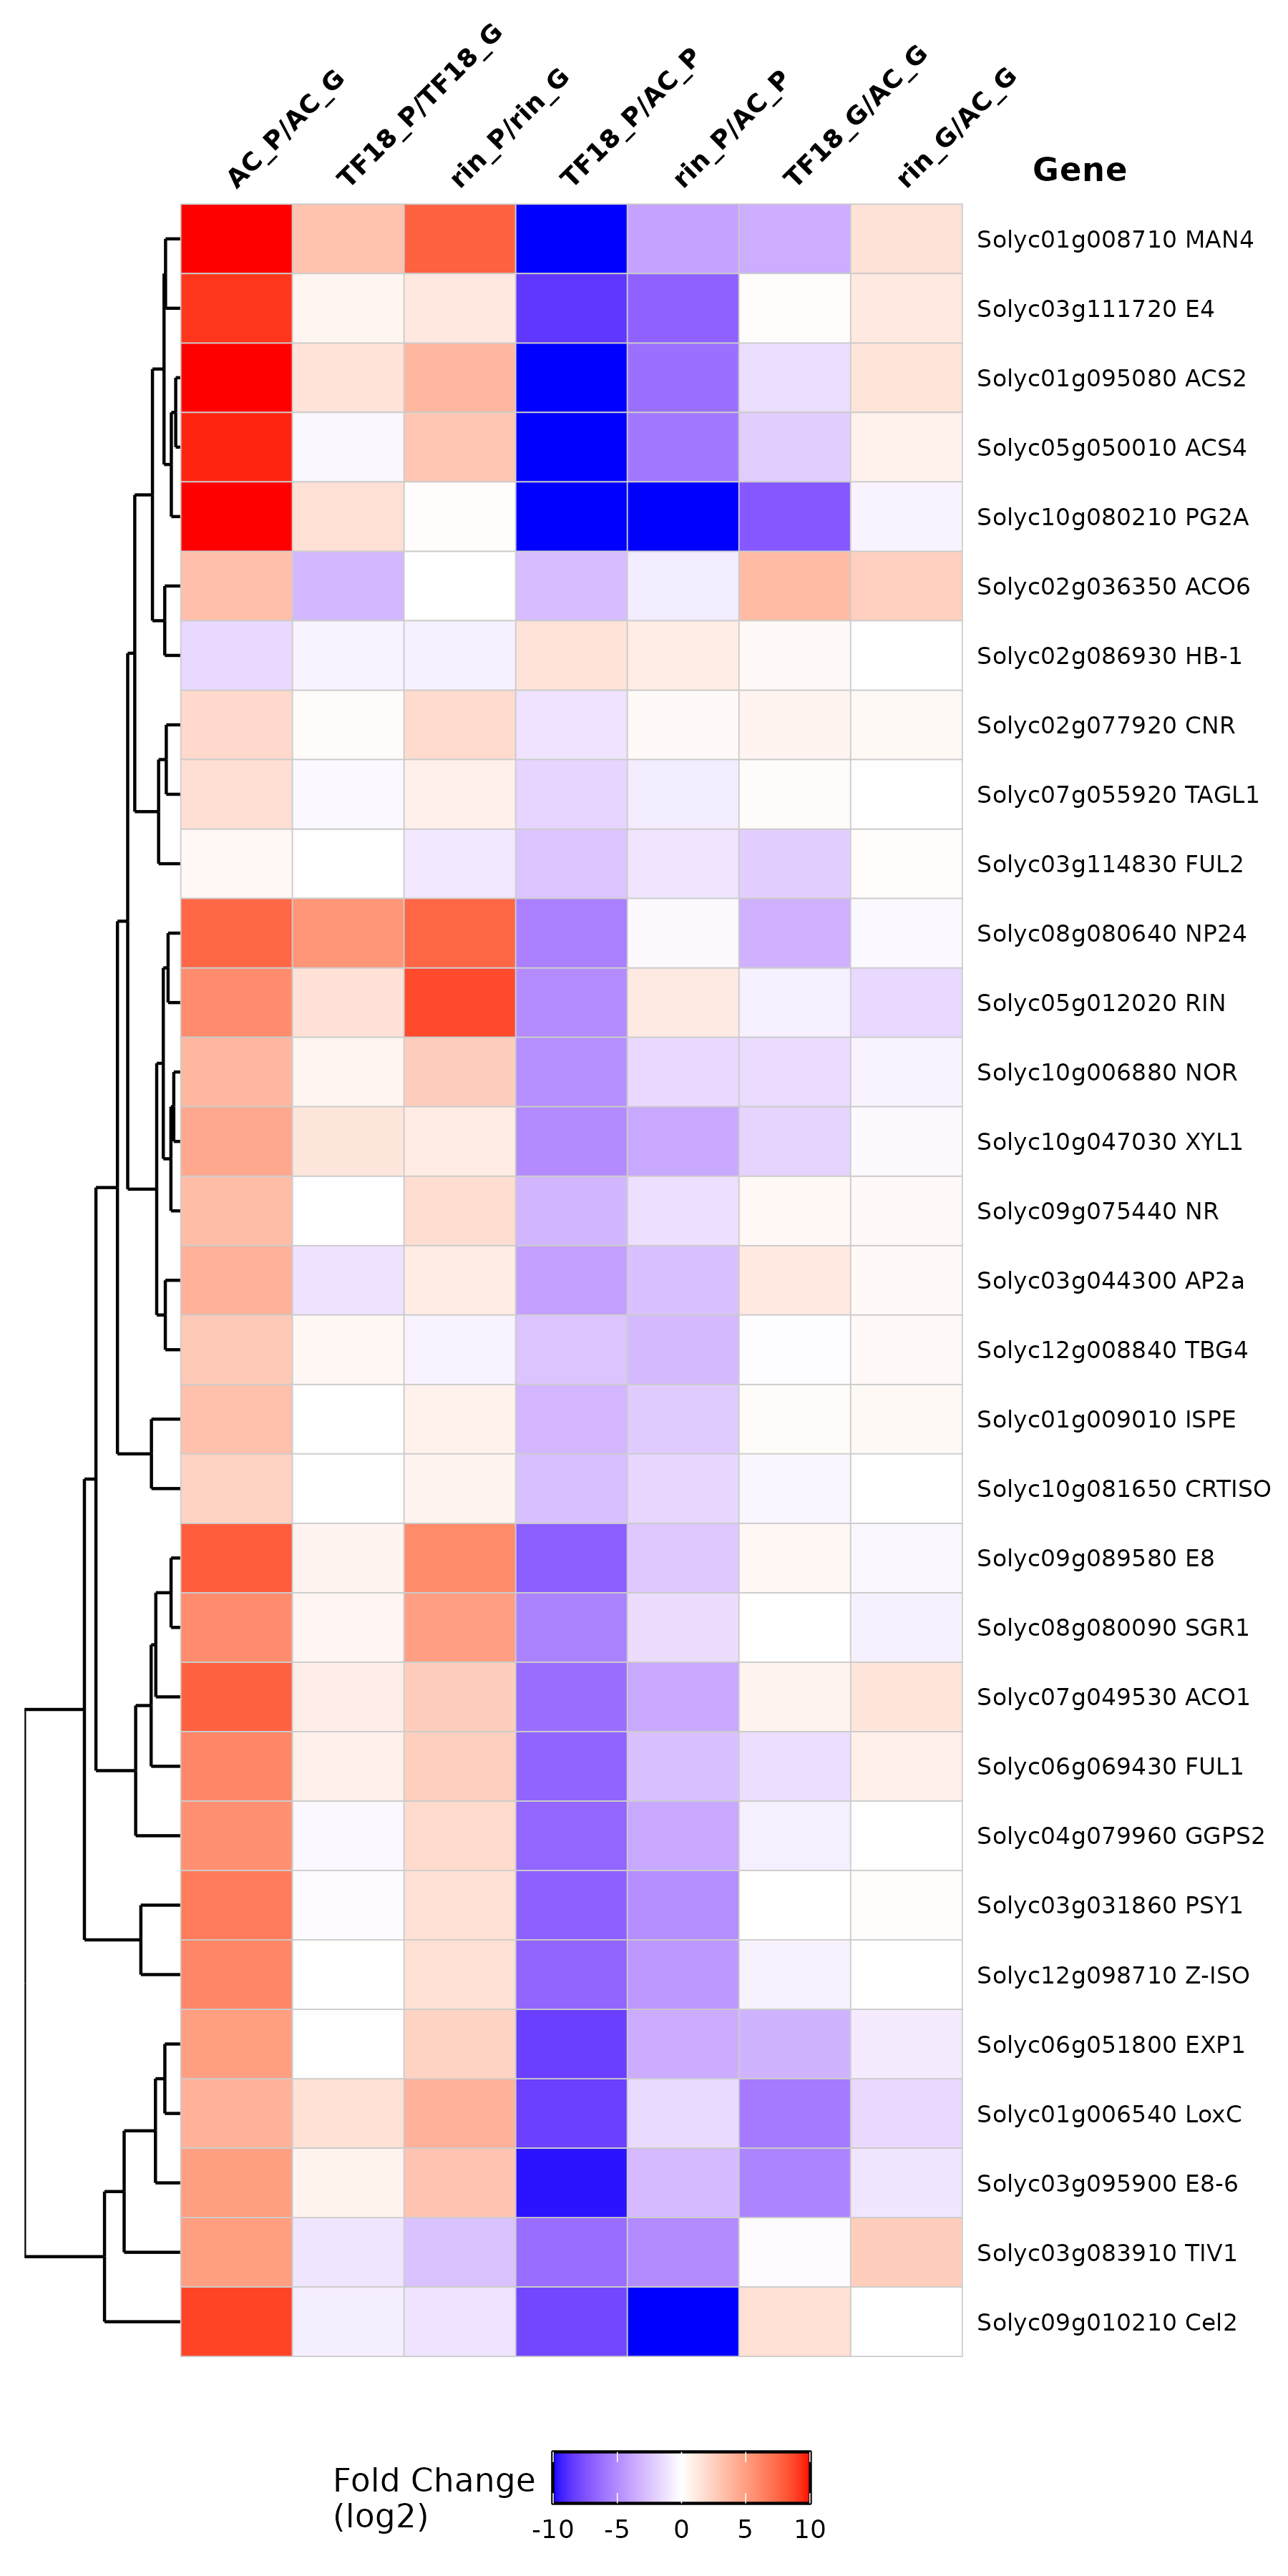 AC_P/AC_G
TF18_P/TF18_G
rin_P/rin_G
TF18_P/AC_P
rin_P/AC_P
TF18_G/AC_G
rin_G/AC_G
Gene
Solyc01g008710 MAN4
Solyc03g111720 E4
Solyc01g095080 ACS2
Solyc05g050010 ACS4
Solyc10g080210 PG2A
Solyc02g036350 ACO6
Solyc02g086930 HB-1
Solyc02g077920 CNR
Solyc07g055920 TAGL1
Solyc03g114830 FUL2
Solyc08g080640 NP24
Solyc05g012020 RIN
Solyc10g006880 NOR
Solyc10g047030 XYL1
Solyc09g075440 NR
Solyc03g044300 AP2a
Solyc12g008840 TBG4
Solyc01g009010 ISPE
Solyc10g081650 CRTISO
Solyc09g089580 E8
Solyc08g080090 SGR1
Solyc07g049530 ACO1
Solyc06g069430 FUL1
Solyc04g079960 GGPS2
Solyc03g031860 PSY1
Solyc12g098710 Z-ISO
Solyc06g051800 EXP1
Solyc01g006540 LoxC
Solyc03g095900 E8-6
Solyc03g083910 TIV1
Solyc09g010210 Cel2
Fold Change
(log2)
-10 -5 0 5 10